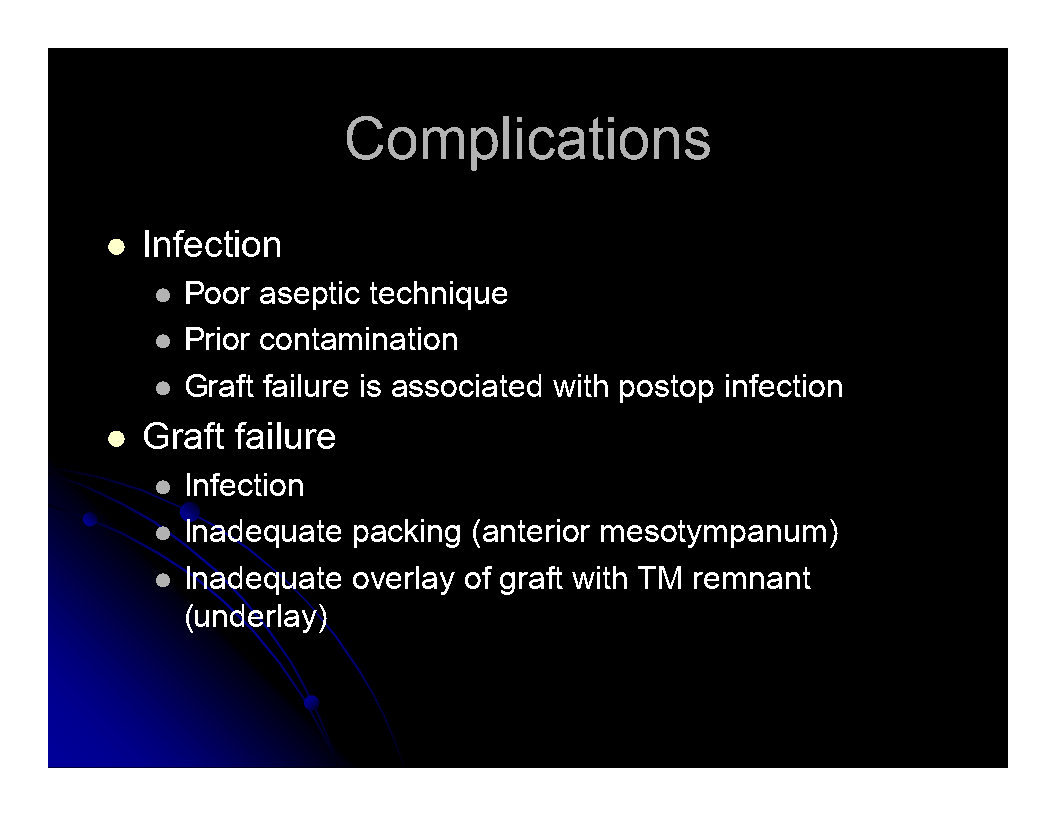 Complications
Infection
Poor aseptic technique
Prior contamination
Graft failure is associated with postop infection
Graft failure
Infection
Inadequate packing (anterior mesotympanum)
Inadequate overlay of graft with TM remnant
(underlay)